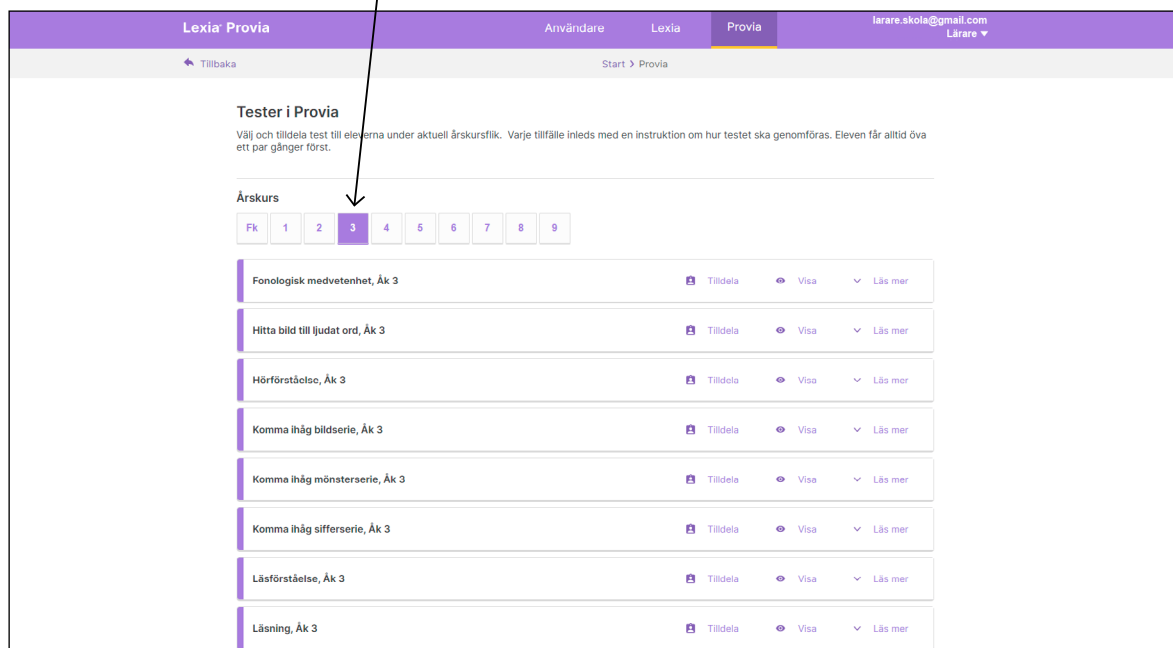 Lexia® Provia
Användare
Lexia
Provia
larare.skola@gmail.com
Lärare ▼
Tillbaka
Start > Provia
Tester i Provia
Välj och tilldela test till eleverna under aktuell årskursflik. Varje tillfälle inleds med en instruktion om hur testet ska genomföras. Eleven får alltid öva
ett par gånger först.
Årskurs
Fk 1 2 3 4 5 6 7 8 9
Fonologisk medvetenhet, Åk 3 Tilldela Visa Läs mer
Hitta bild till ljudat ord, Åk 3 Tilldela Visa Läs mer
Hörförståelse, Åk 3 Tilldela Visa Läs mer
Komma ihåg bildserie, Åk 3 Tilldela Visa Läs mer
Komma ihåg mönsterserie, Åk 3 Tilldela Visa Läs mer
Komma ihåg sifferserie, Åk 3 Tilldela Visa Läs mer
Läsförståelse, Åk 3 Tilldela Visa Läs mer
Läsning, Åk 3 Tilldela Visa Läs mer